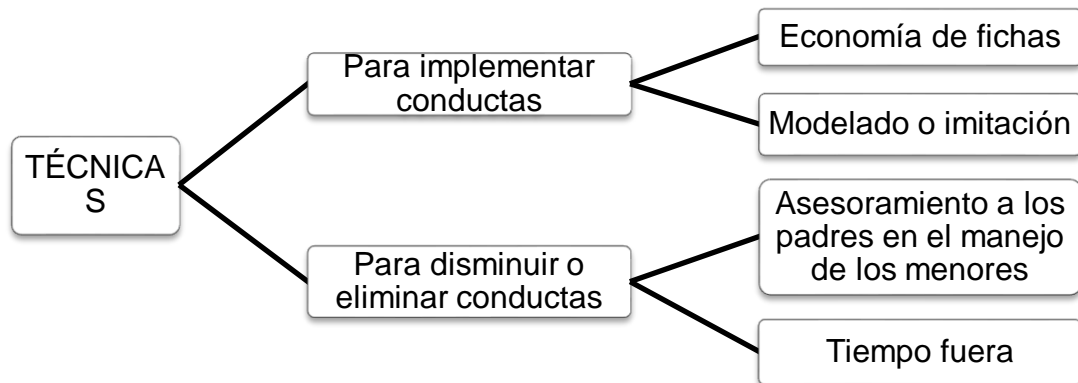 TÉCNICA
S
Para implementar
conductas
Economía de fichas
Modelado o imitación
Para disminuir o
eliminar conductas
Asesoramiento a los
padres en el manejo
de los menores
Tiempo fuera